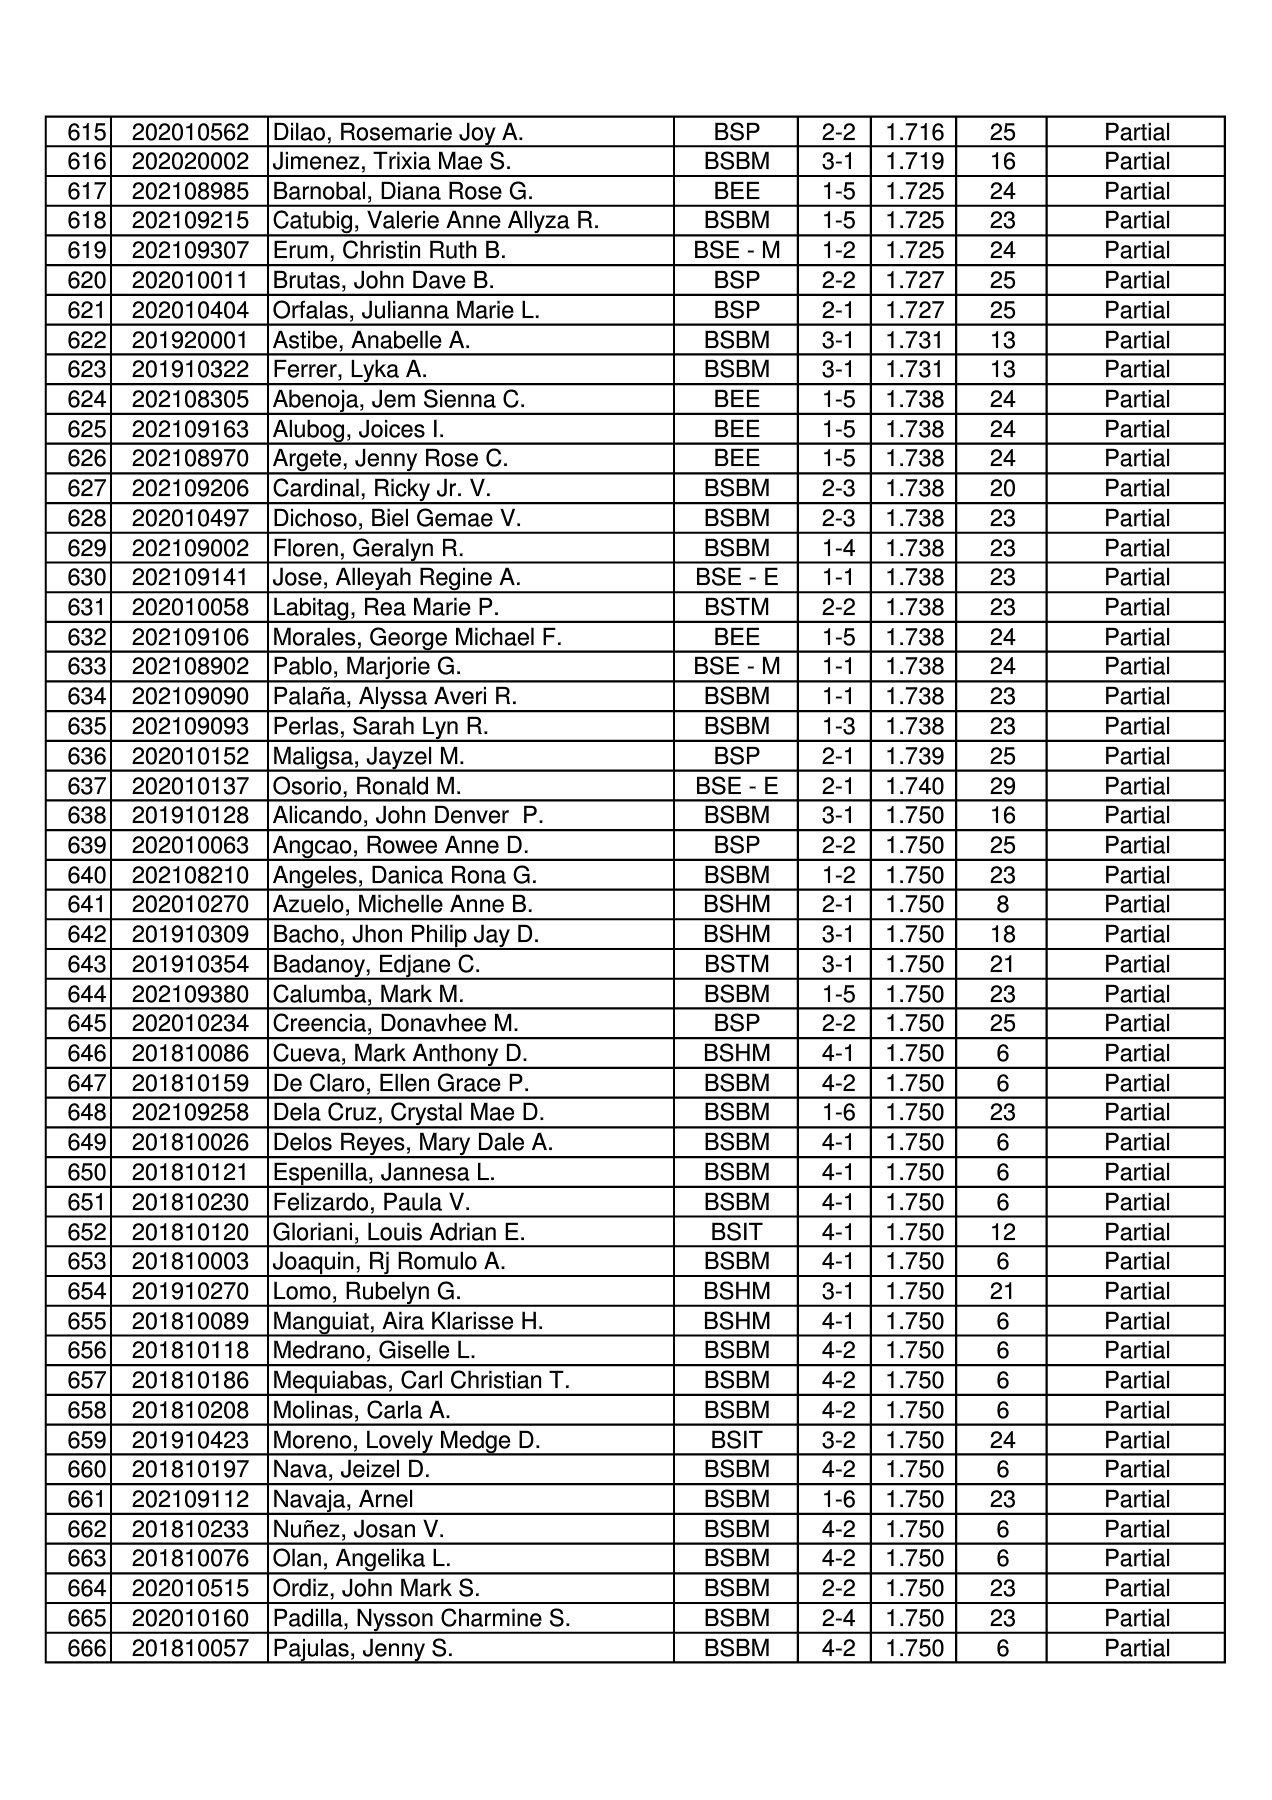 615 202010562 Dilao, Rosemarie Joy A. BSP 2-2 1.716 25 Partial
616 202020002 Jimenez, Trixia Mae S. BSBM 3-1 1.719 16 Partial
617 202108985 Barnobal, Diana Rose G. BEE 1-5 1.725 24 Partial
618 202109215 Catubig, Valerie Anne Allyza R. BSBM 1-5 1.725 23 Partial
619 202109307 Erum, Christin Ruth B. BSE - M 1-2 1.725 24 Partial
620 202010011 Brutas, John Dave B. BSP 2-2 1.727 25 Partial
621 202010404 Orfalas, Julianna Marie L. BSP 2-1 1.727 25 Partial
622 201920001 Astibe, Anabelle A. BSBM 3-1 1.731 13 Partial
623 201910322 Ferrer, Lyka A. BSBM 3-1 1.731 13 Partial
624 202108305 Abenoja, Jem Sienna C. BEE 1-5 1.738 24 Partial
625 202109163 Alubog, Joices I. BEE 1-5 1.738 24 Partial
626 202108970 Argete, Jenny Rose C. BEE 1-5 1.738 24 Partial
627 202109206 Cardinal, Ricky Jr. V. BSBM 2-3 1.738 20 Partial
628 202010497 Dichoso, Biel Gemae V. BSBM 2-3 1.738 23 Partial
629 202109002 Floren, Geralyn R. BSBM 1-4 1.738 23 Partial
630 202109141 Jose, Alleyah Regine A. BSE - E 1-1 1.738 23 Partial
631 202010058 Labitag, Rea Marie P. BSTM 2-2 1.738 23 Partial
632 202109106 Morales, George Michael F. BEE 1-5 1.738 24 Partial
633 202108902 Pablo, Marjorie G. BSE - M 1-1 1.738 24 Partial
634 202109090 Palaña, Alyssa Averi R. BSBM 1-1 1.738 23 Partial
635 202109093 Perlas, Sarah Lyn R. BSBM 1-3 1.738 23 Partial
636 202010152 Maligsa, Jayzel M. BSP 2-1 1.739 25 Partial
637 202010137 Osorio, Ronald M. BSE - E 2-1 1.740 29 Partial
638 201910128 Alicando, John Denver  P. BSBM 3-1 1.750 16 Partial
639 202010063 Angcao, Rowee Anne D. BSP 2-2 1.750 25 Partial
640 202108210 Angeles, Danica Rona G. BSBM 1-2 1.750 23 Partial
641 202010270 Azuelo, Michelle Anne B. BSHM 2-1 1.750 8 Partial
642 201910309 Bacho, Jhon Philip Jay D. BSHM 3-1 1.750 18 Partial
643 201910354 Badanoy, Edjane C. BSTM 3-1 1.750 21 Partial
644 202109380 Calumba, Mark M. BSBM 1-5 1.750 23 Partial
645 202010234 Creencia, Donavhee M. BSP 2-2 1.750 25 Partial
646 201810086 Cueva, Mark Anthony D. BSHM 4-1 1.750 6 Partial
647 201810159 De Claro, Ellen Grace P. BSBM 4-2 1.750 6 Partial
648 202109258 Dela Cruz, Crystal Mae D. BSBM 1-6 1.750 23 Partial
649 201810026 Delos Reyes, Mary Dale A. BSBM 4-1 1.750 6 Partial
650 201810121 Espenilla, Jannesa L. BSBM 4-1 1.750 6 Partial
651 201810230 Felizardo, Paula V. BSBM 4-1 1.750 6 Partial
652 201810120 Gloriani, Louis Adrian E. BSIT 4-1 1.750 12 Partial
653 201810003 Joaquin, Rj Romulo A. BSBM 4-1 1.750 6 Partial
654 201910270 Lomo, Rubelyn G. BSHM 3-1 1.750 21 Partial
655 201810089 Manguiat, Aira Klarisse H. BSHM 4-1 1.750 6 Partial
656 201810118 Medrano, Giselle L. BSBM 4-2 1.750 6 Partial
657 201810186 Mequiabas, Carl Christian T. BSBM 4-2 1.750 6 Partial
658 201810208 Molinas, Carla A. BSBM 4-2 1.750 6 Partial
659 201910423 Moreno, Lovely Medge D. BSIT 3-2 1.750 24 Partial
660 201810197 Nava, Jeizel D. BSBM 4-2 1.750 6 Partial
661 202109112 Navaja, Arnel BSBM 1-6 1.750 23 Partial
662 201810233 Nuñez, Josan V. BSBM 4-2 1.750 6 Partial
663 201810076 Olan, Angelika L. BSBM 4-2 1.750 6 Partial
664 202010515 Ordiz, John Mark S. BSBM 2-2 1.750 23 Partial
665 202010160 Padilla, Nysson Charmine S. BSBM 2-4 1.750 23 Partial
666 201810057 Pajulas, Jenny S. BSBM 4-2 1.750 6 Partial